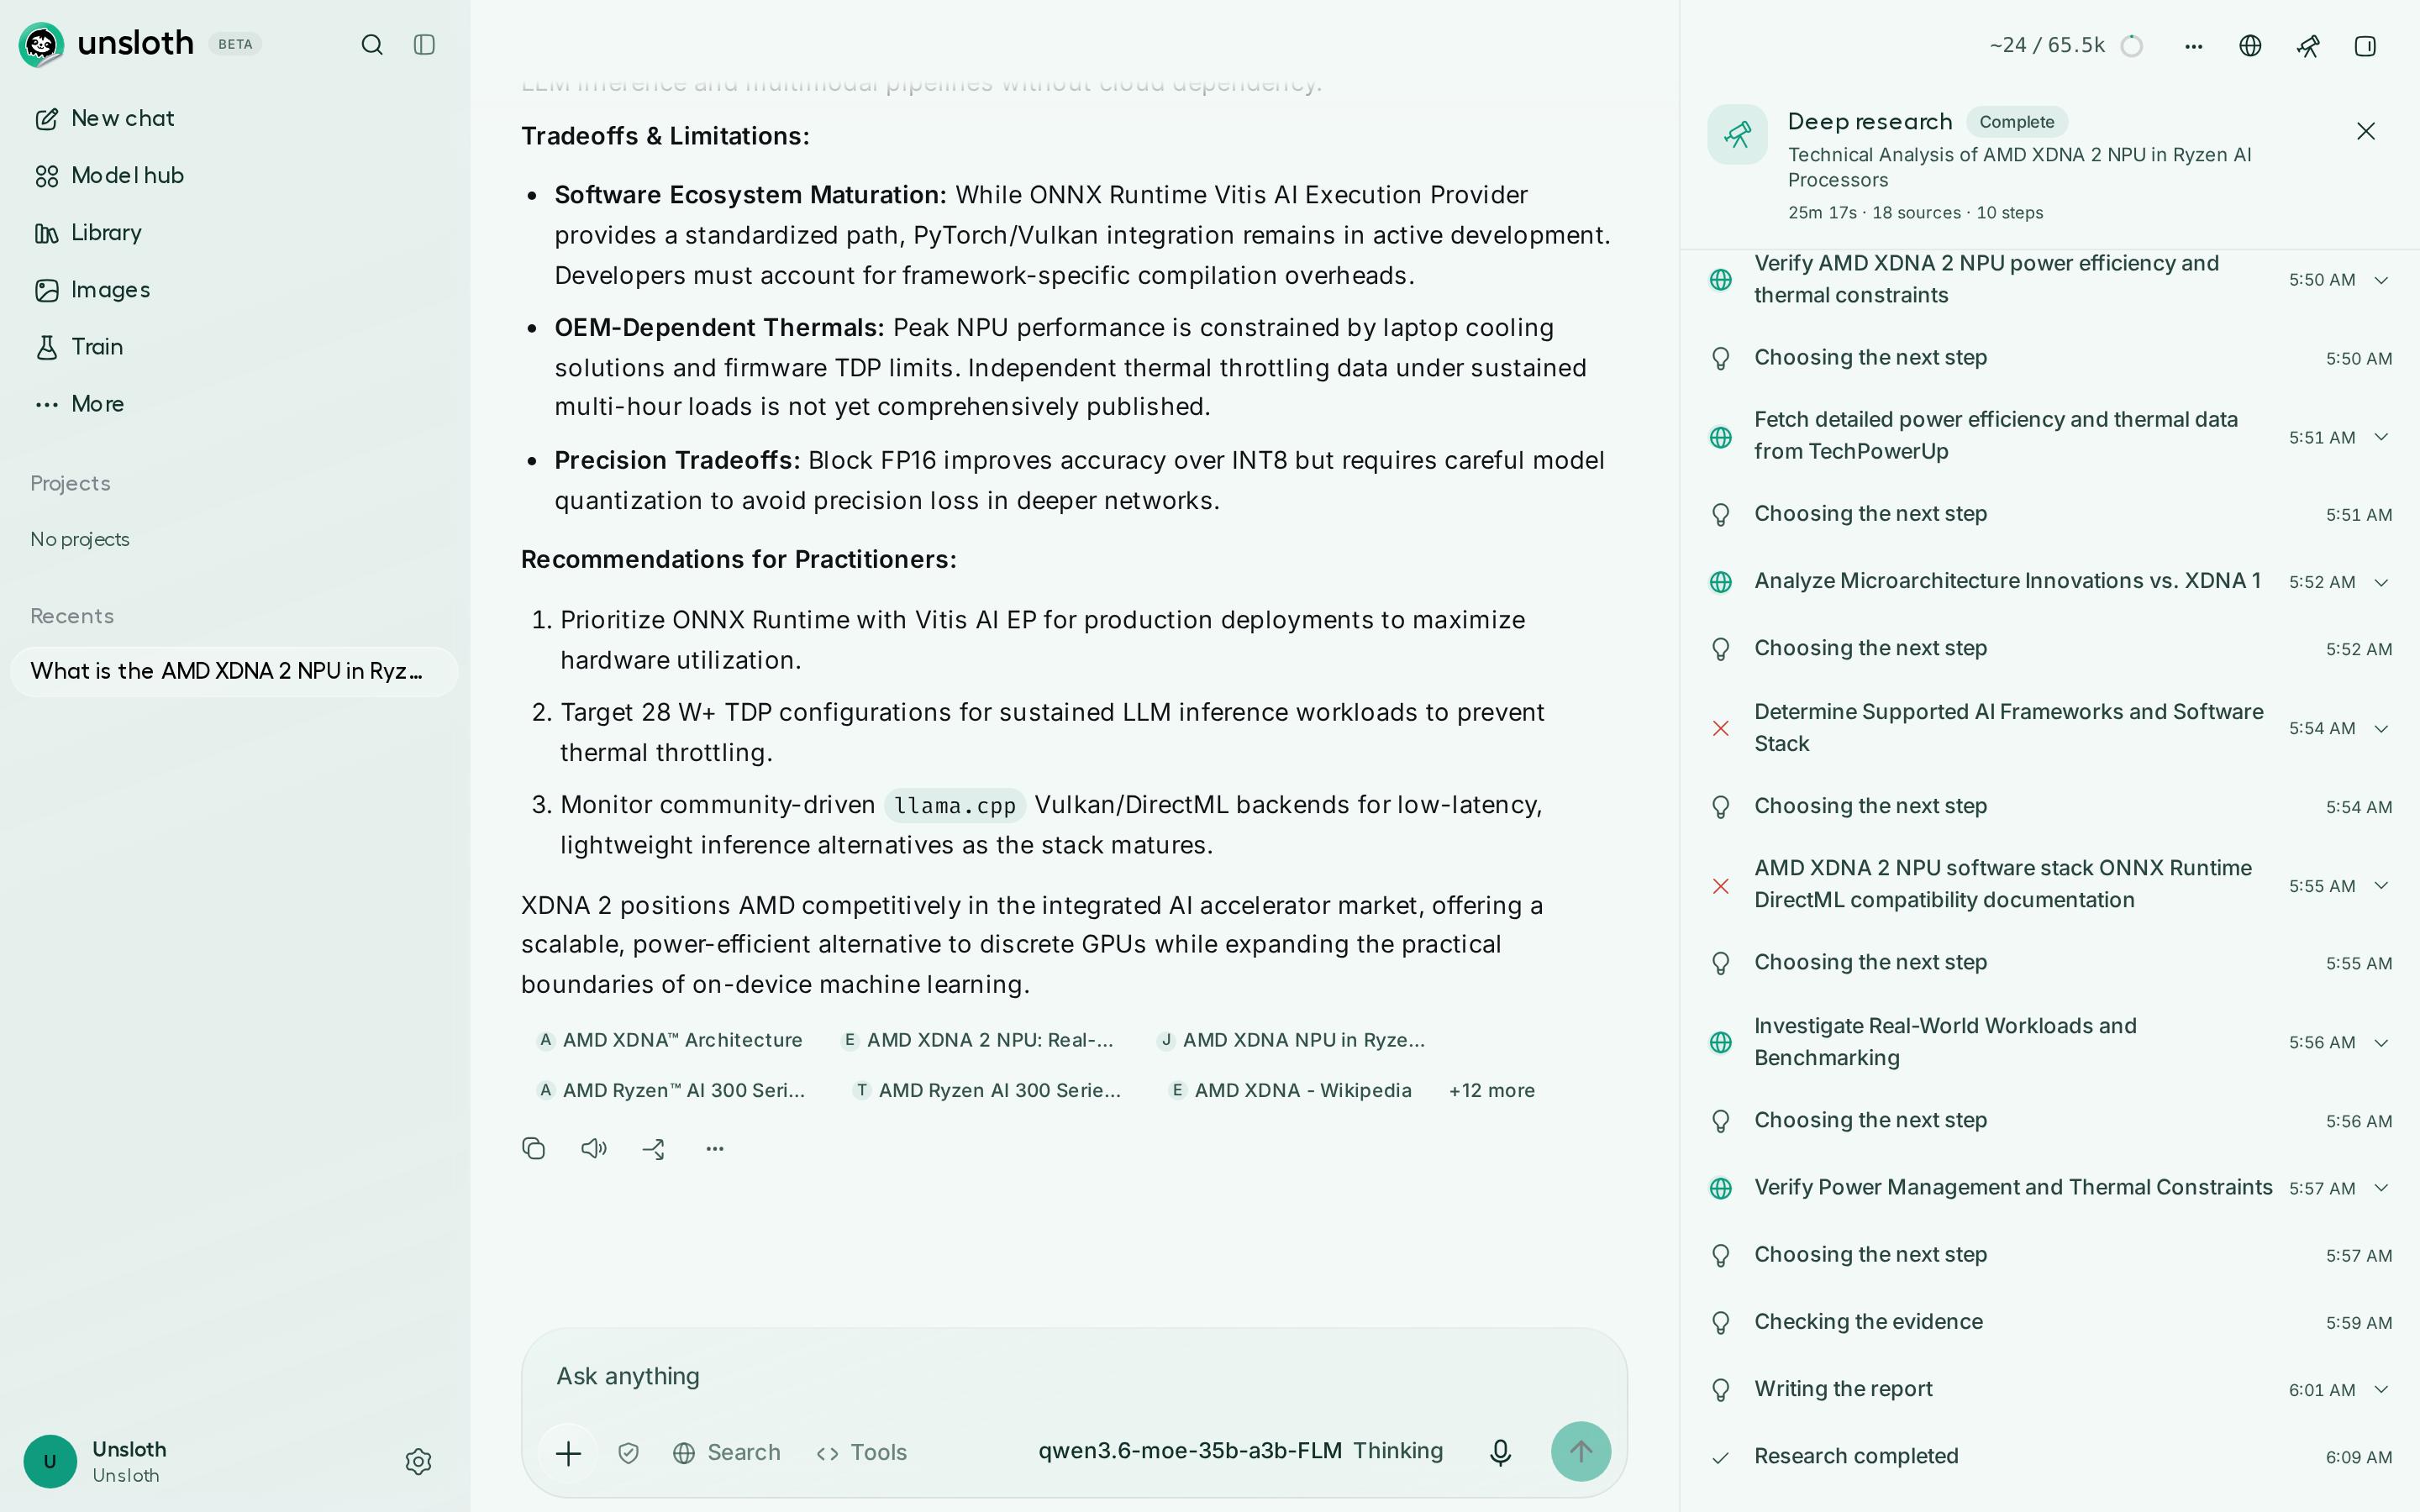 unsloth BETA
New chat
Model hub
Library
Images
Train
More
Projects
No projects
Recents
What is the AMD XDNA 2 NPU in Ryz...
U
Unsloth
Unsloth
LLM inference and multimodal pipelines without cloud dependency.
Tradeoffs & Limitations:
• Software Ecosystem Maturation: While ONNX Runtime Vitis AI Execution Provider
provides a standardized path, PyTorch/Vulkan integration remains in active development.
Developers must account for framework-specific compilation overheads.
• OEM-Dependent Thermals: Peak NPU performance is constrained by laptop cooling
solutions and firmware TDP limits. Independent thermal throttling data under sustained
multi-hour loads is not yet comprehensively published.
• Precision Tradeoffs: Block FP16 improves accuracy over INT8 but requires careful model
quantization to avoid precision loss in deeper networks.
Recommendations for Practitioners:
1. Prioritize ONNX Runtime with Vitis AI EP for production deployments to maximize
hardware utilization.
2. Target 28 W+ TDP configurations for sustained LLM inference workloads to prevent
thermal throttling.
3. Monitor community-driven llama.cpp Vulkan/DirectML backends for low-latency,
lightweight inference alternatives as the stack matures.
XDNA 2 positions AMD competitively in the integrated AI accelerator market, offering a
scalable, power-efficient alternative to discrete GPUs while expanding the practical
boundaries of on-device machine learning.
A AMD XDNA™ Architecture E AMD XDNA 2 NPU: Real-... J AMD XDNA NPU in Ryze...
A AMD Ryzen™ AI 300 Seri... T AMD Ryzen AI 300 Serie... E AMD XDNA - Wikipedia +12 more
Ask anything
Search Tools qwen3.6-moe-35b-a3b-FLM Thinking
~24 / 65.5k
Deep research Complete
Technical Analysis of AMD XDNA 2 NPU in Ryzen AI
Processors
25m 17s · 18 sources · 10 steps
Verify AMD XDNA 2 NPU power efficiency and
thermal constraints
5:50 AM
Choosing the next step 5:50 AM
Fetch detailed power efficiency and thermal data
from TechPowerUp
5:51 AM
Choosing the next step 5:51 AM
Analyze Microarchitecture Innovations vs. XDNA 1 5:52 AM
Choosing the next step 5:52 AM
Determine Supported AI Frameworks and Software
Stack
5:54 AM
Choosing the next step 5:54 AM
AMD XDNA 2 NPU software stack ONNX Runtime
DirectML compatibility documentation
5:55 AM
Choosing the next step 5:55 AM
Investigate Real-World Workloads and
Benchmarking
5:56 AM
Choosing the next step 5:56 AM
Verify Power Management and Thermal Constraints 5:57 AM
Choosing the next step 5:57 AM
Checking the evidence 5:59 AM
Writing the report 6:01 AM
Research completed 6:09 AM